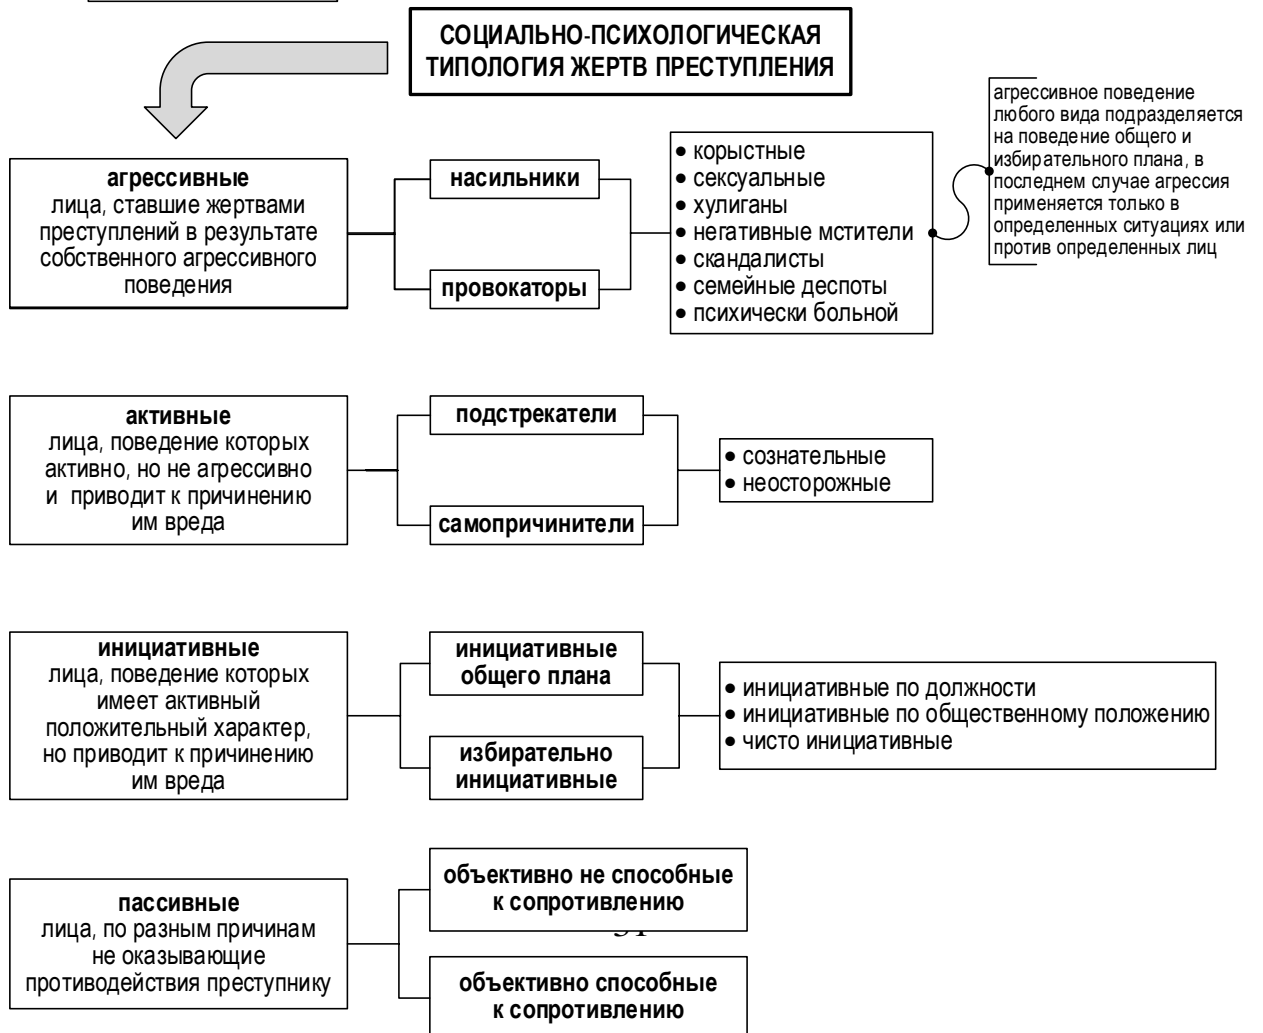 СОЦИАЛЬНО-ПСИХОЛОГИЧЕСКАЯ
ТИПОЛОГИЯ ЖЕРТВ ПРЕСТУПЛЕНИЯ
агрессивные
лица, ставшие жертвами
преступлений в результате
собственного агрессивного
поведения
насильники
провокаторы
• корыстные
• сексуальные
• хулиганы
• негативные мстители
• скандалисты
• семейные деспоты
• психически больной
агрессивное поведение
любого вида подразделяется
на поведение общего и
избирательного плана, в
последнем случае агрессия
применяется только в
определенных ситуациях или
против определенных лиц
активные
лица, поведение которых
активно, но не агрессивно
и приводит к причинению
им вреда
подстрекатели
самопричинители
• сознательные
• неосторожные
инициативные
лица, поведение которых
имеет активный
положительный характер,
но приводит к причинению
им вреда
инициативные
общего плана
избирательно
инициативные
• инициативные по должности
• инициативные по общественному положению
• чисто инициативные
пассивные
лица, по разным причинам
не оказывающие
противодействия преступнику
объективно не способные
к сопротивлению
объективно способные
к сопротивлению